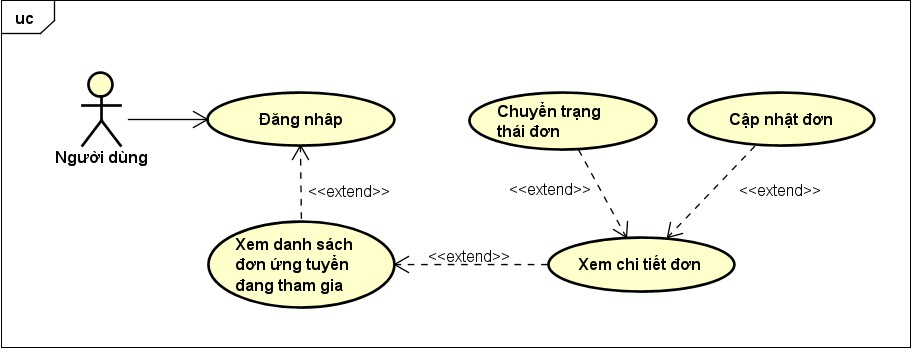 uc
Người dùng
Đăng nhâp
Chuyển trạng
thái đơn
Cập nhật đơn
<<extend>>
<<extend>>
<<extend>>
Xem danh sách
đơn ứng tuyển
đang tham gia
<<extend>>
Xem chi tiết đơn